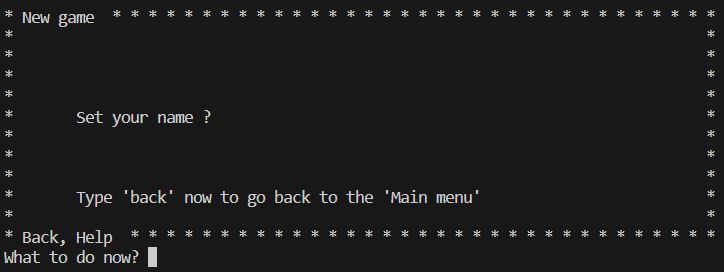 * New game * * * * * * * * * * * * * * * * * * * * * * * * * * * * * * * * * *
* *
* *
* *
* *
* Set your name ? *
* *
* *
* *
* Type 'back' now to go back to the 'Main menu' *
* *
* Back, Help * * * * * * * * * * * * * * * * * * * * * * * * * * * * * * * * *
What to do now?